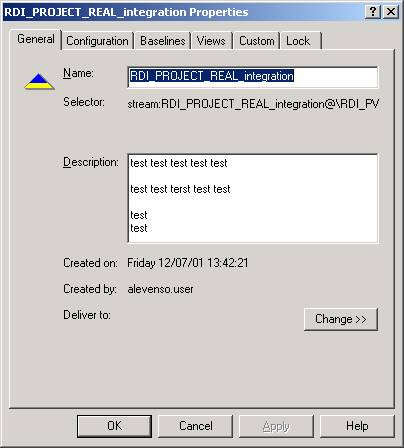 RDI_PROJECT_REAL_integration Properties
General Configuration Baselines Views Custom Lock
Name: RDI_PROJECT_REAL_integration
Selector: stream:RDI_PROJECT_REAL_integration@\RDI_PV
Description: test test test test test
test test terst test test
test
test
Created on: Friday 12/07/01 13:42:21
Created by: alevenso.user
Deliver to: Change >>
OK Cancel Apply Help